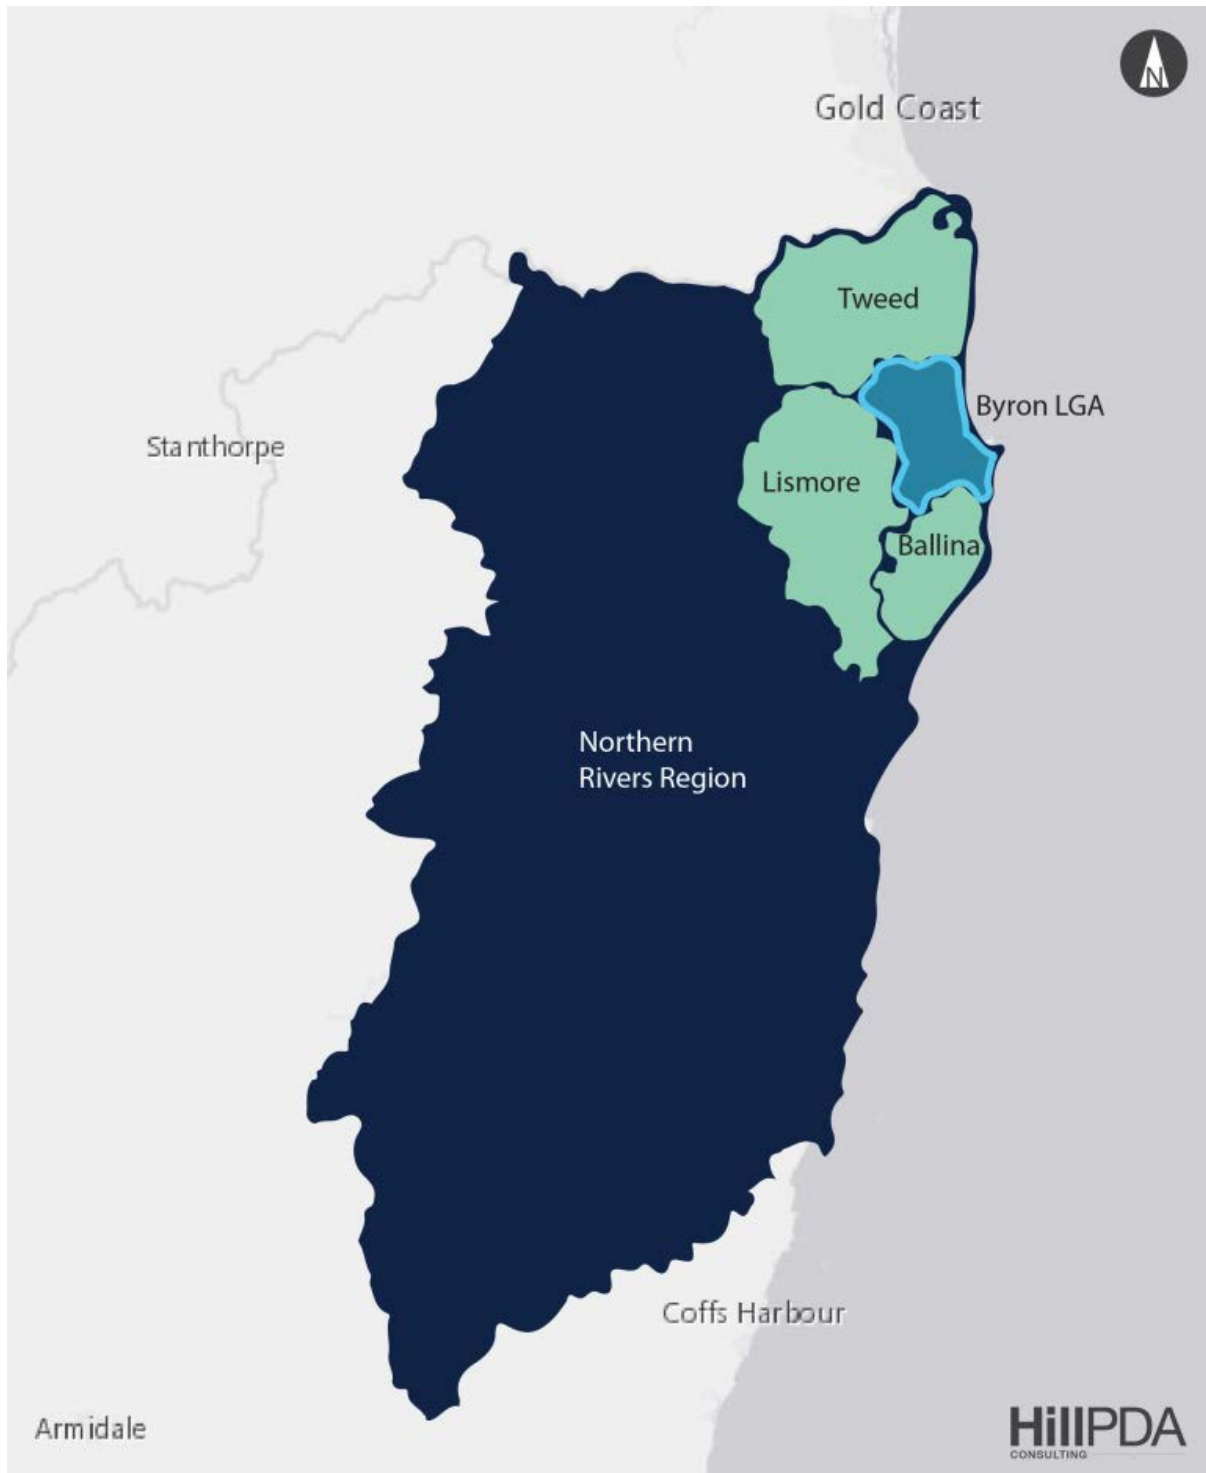 N
Gold Coast
Tweed
Byron LGA
Stanthorpe
Lismore
Ballina
Northern
Rivers Region
Coffs Harbour
Armidale
HillPDA
CONSULTING